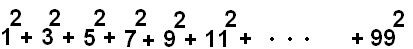 1² + 3² + 5² + 7² + 9² + 11² + · · · + 99²